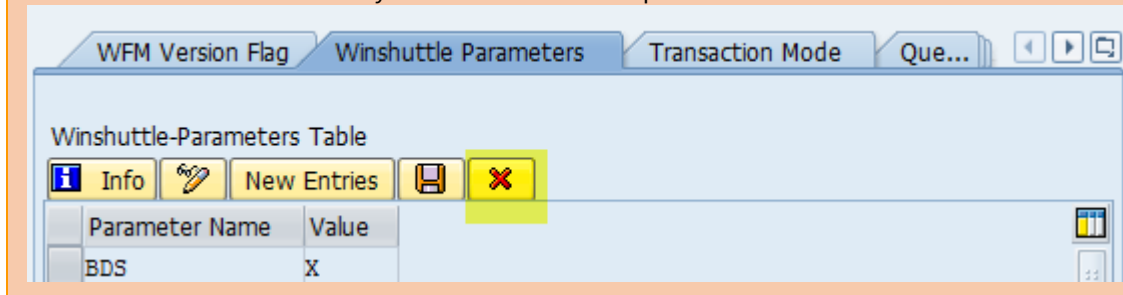 WFM Version Flag Winshuttle Parameters Transaction Mode Que...
Winshuttle-Parameters Table
Info New Entries
Parameter Name Value
BDS X